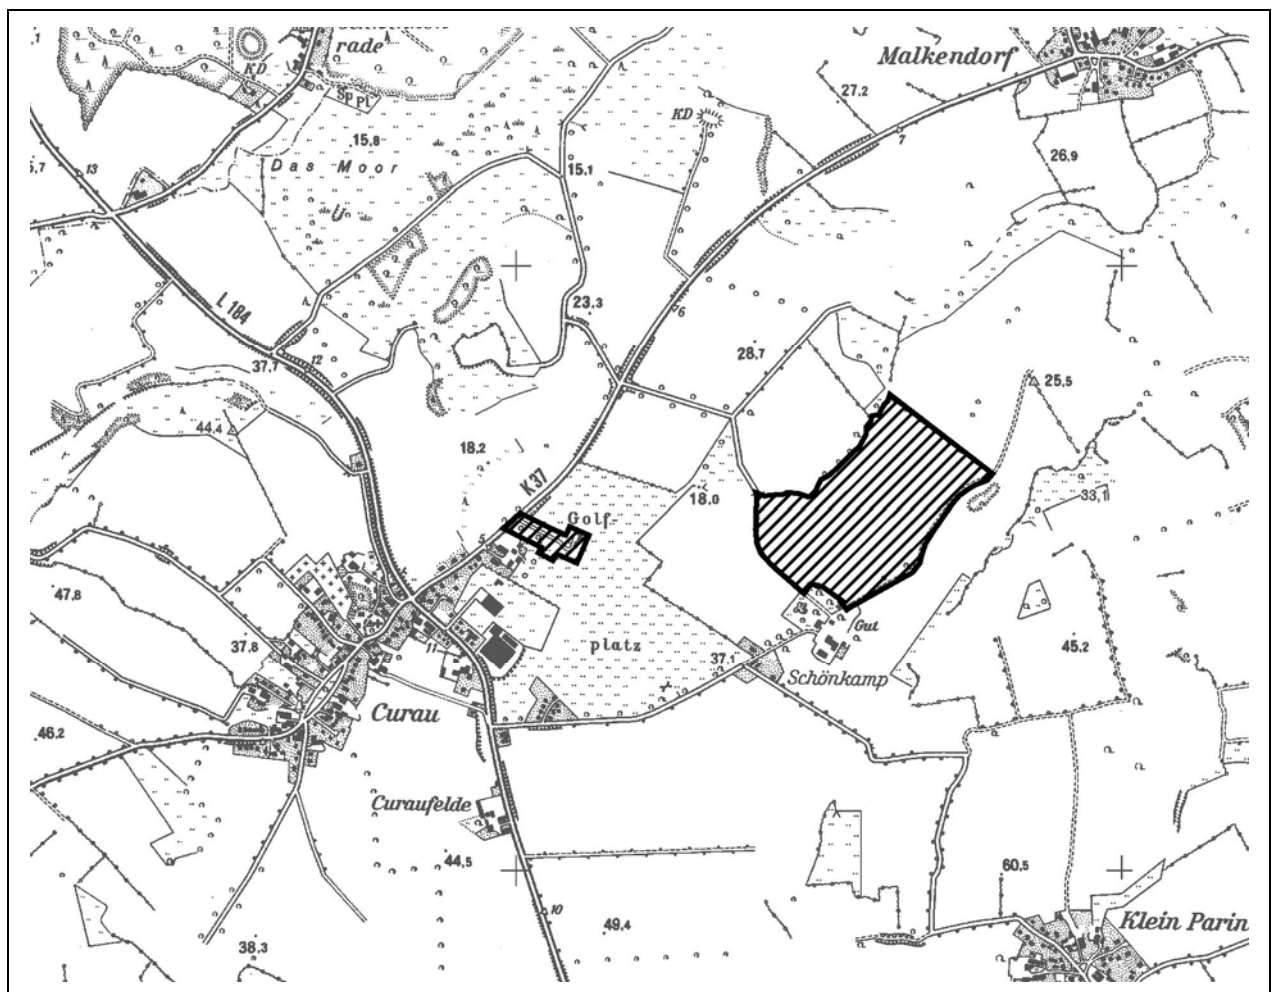 rade
Malkendorf
KD
Sp Pl
27,2
KD
15,8
7
Das Moor
15,1
26,9
13
L 184
23,3
6
28,7
37,7
12
25,5
44,4
18,2
K37
18,0
33,1
Golf
5
47,8
37,8
11
platz
Gut
45,2
37,1
Schönkamp
Curau
46,2
Curaufelde
44,5
60,5
10
49,4
Klein Parin
38,3